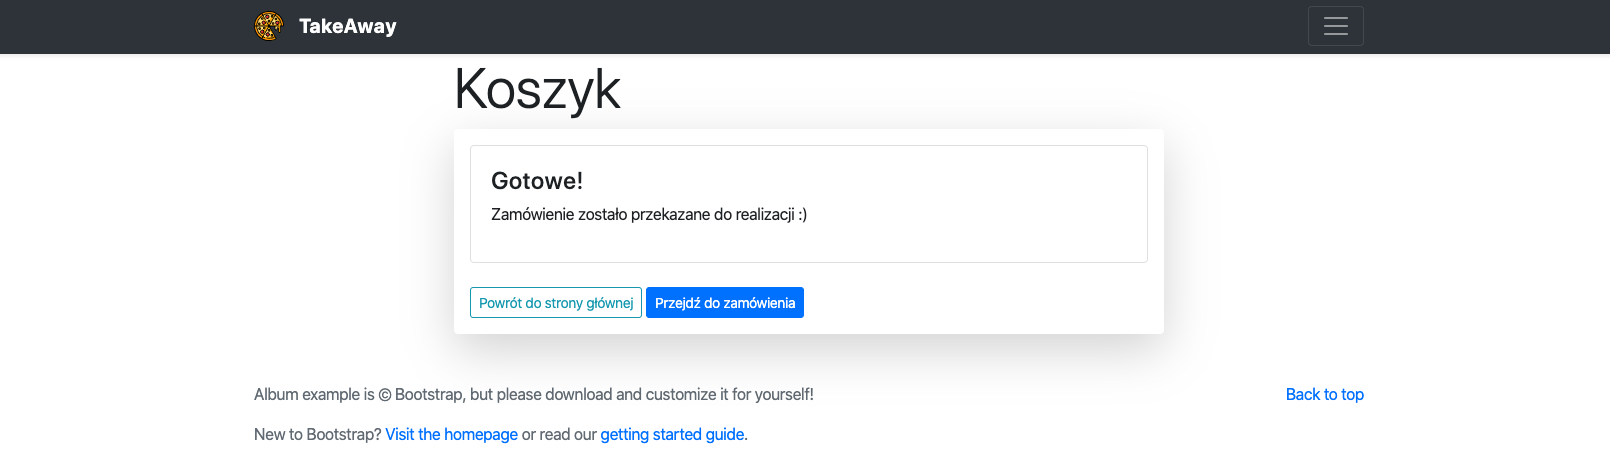 TakeAway
Koszyk
Gotowe!
Zamówienie zostało przekazane do realizacji :)
Powrót do strony głównej Przejdź do zamówienia
Album example is © Bootstrap, but please download and customize it for yourself! Back to top
New to Bootstrap? Visit the homepage or read our getting started guide.